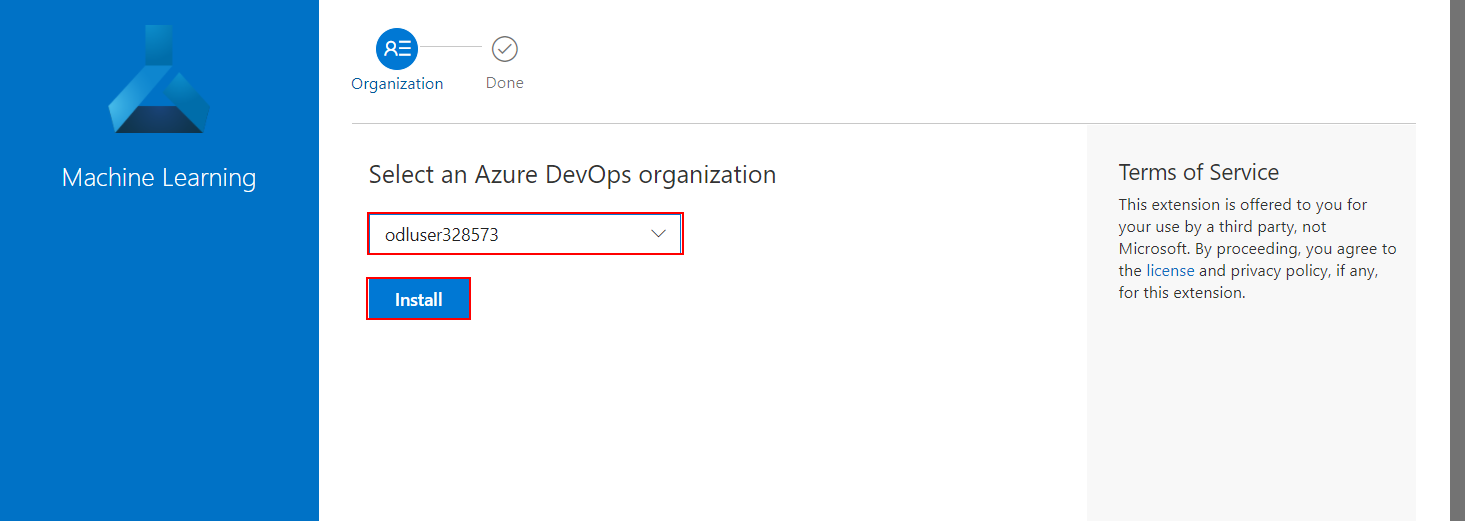 Machine Learning
Organization
Done
Select an Azure DevOps organization
odluser328573
Install
Terms of Service
This extension is offered to you for
your use by a third party, not
Microsoft. By proceeding, you agree to
the license and privacy policy, if any,
for this extension.